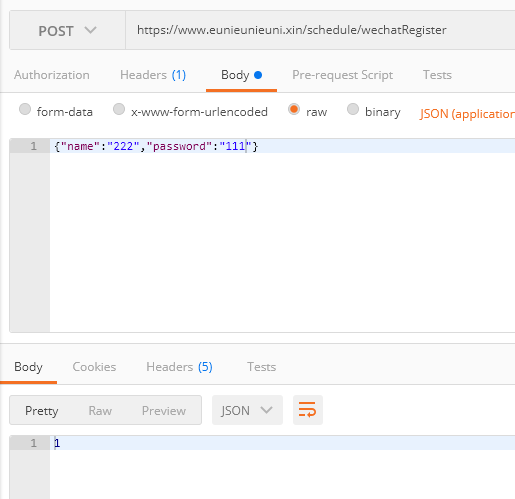 POST https://www.eunieunieuni.xin/schedule/wechatRegister
Authorization Headers (1) Body Pre-request Script Tests
form-data x-www-form-urlencoded raw binary JSON (application
1 {"name":"222","password":"111"}
Body Cookies Headers (5) Tests
Pretty Raw Preview JSON
1 1